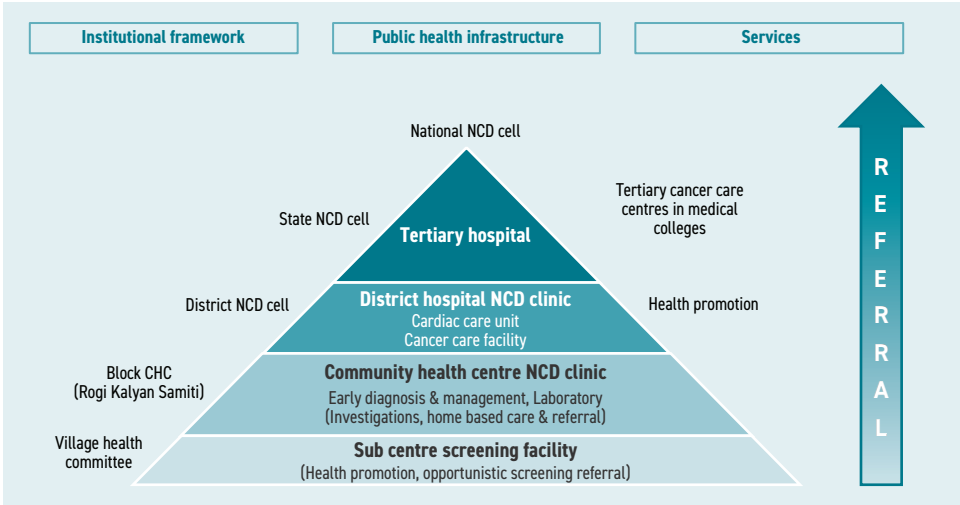 Institutional framework
Public health infrastructure
Services
National NCD cell
State NCD cell
Tertiary hospital
Tertiary cancer care
centres in medical
colleges
District NCD cell
District hospital NCD clinic
Cardiac care unit
Cancer care facility
Health promotion
Block CHC
(Rogi Kalyan Samiti)
Community health centre NCD clinic
Early diagnosis & management, Laboratory
(Investigations, home based care & referral)
Village health
committee
Sub centre screening facility
(Health promotion, opportunistic screening referral)
REFERRAL